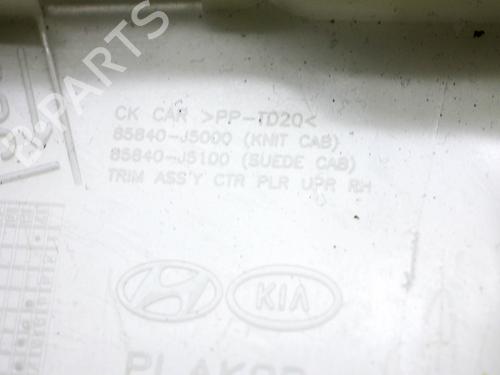 CK CAR >PP-TD20<
85840-J5000 (KNIT CAB)
85840-J5100 (SUEDE CAB)
TRIM ASS'Y CTR PLR UPR RH
KIA
PARTS